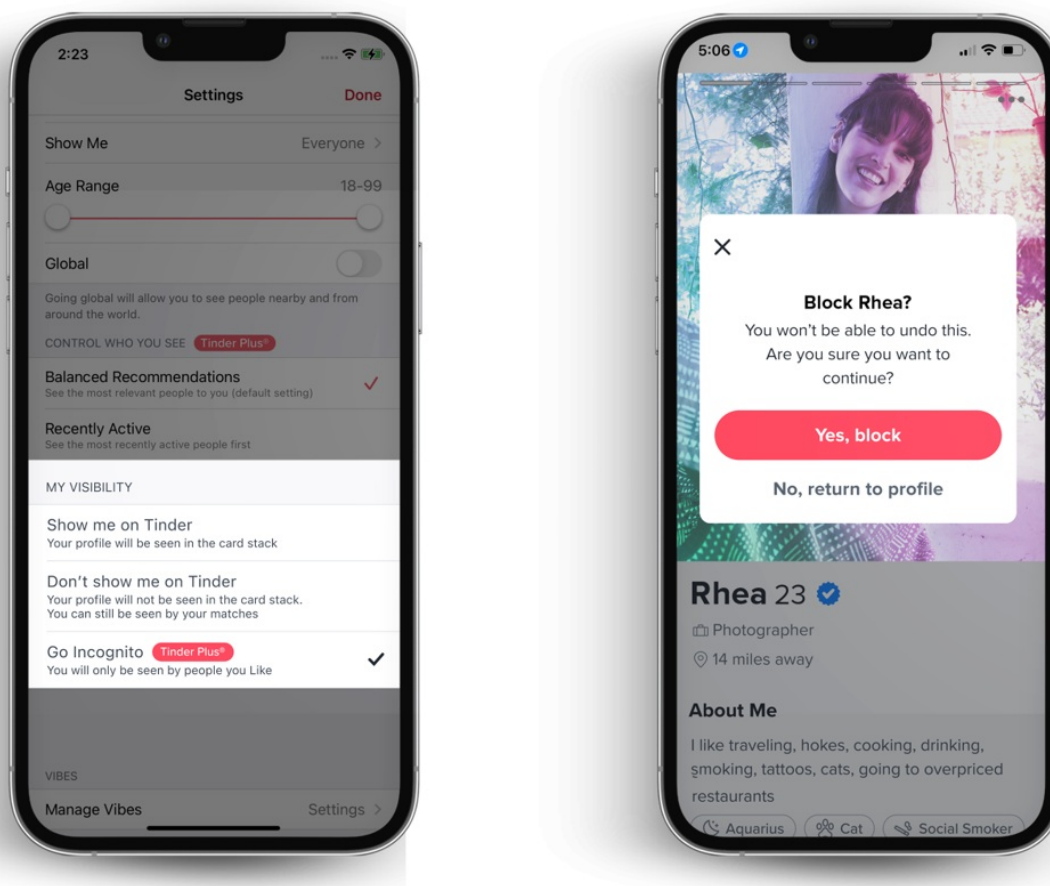 2:23
Settings
Done
Show Me
Everyone >
Age Range
18-99
Global
Going global will allow you to see people nearby and from
around the world.
CONTROL WHO YOU SEE Tinder Plus®
Balanced Recommendations
See the most relevant people to you (default setting)
Recently Active
See the most recently active people first
MY VISIBILITY
Show me on Tinder
Your profile will be seen in the card stack
Don't show me on Tinder
Your profile will not be seen in the card stack.
You can still be seen by your matches
Go Incognito Tinder Plus®
You will only be seen by people you Like
VIBES
Manage Vibes
Settings >
5:06
Block Rhea?
You won't be able to undo this.
Are you sure you want to
continue?
Yes, block
No, return to profile
Rhea 23
Photographer
14 miles away
About Me
I like traveling, hokes, cooking, drinking,
smoking, tattoos, cats, going to overpriced
restaurants
Aquarius
Cat
Social Smoker